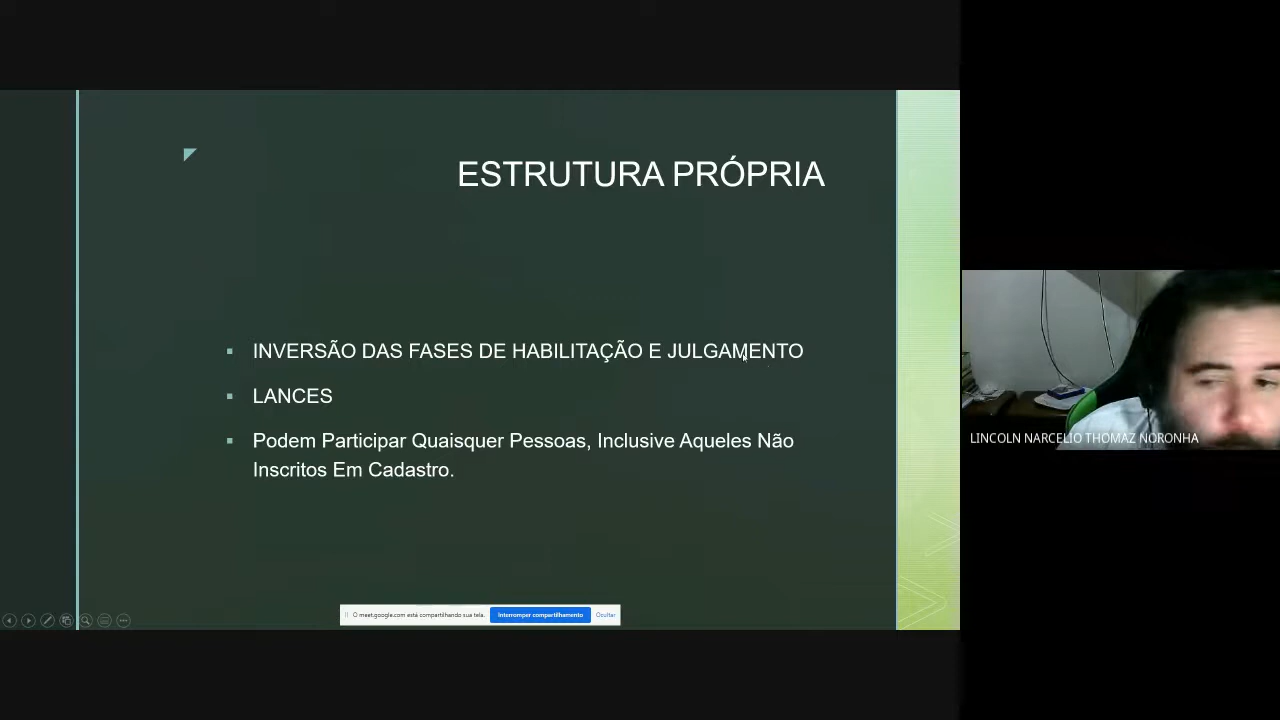 ESTRUTURA PRÓPRIA
INVERSÃO DAS FASES DE HABILITAÇÃO E JULGAMENTO
LANCES
Podem Participar Quaisquer Pessoas, Inclusive Aqueles Não
Inscritos Em Cadastro.
O meet.google.com está compartilhando sua tela.
Interromper compartilhamento
Ocultar
LINCOLN NARCELIO THOMAZ NORONHA